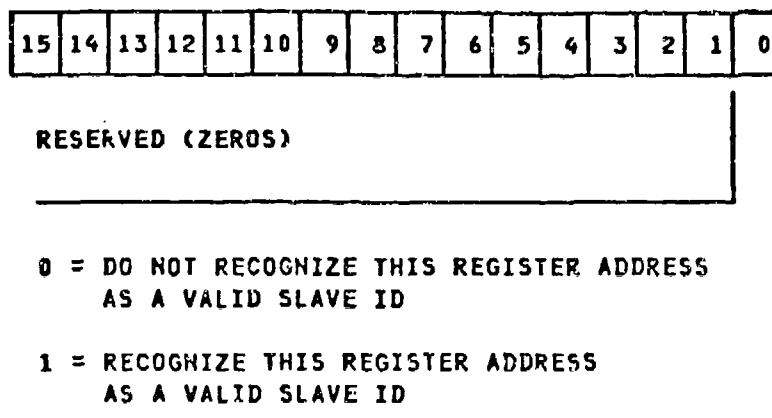 15 14 13 12 11 10 9 8 7 6 5 4 3 2 1 0
RESERVED (ZEROS)
0 = DO NOT RECOGNIZE THIS REGISTER ADDRESS
AS A VALID SLAVE ID
1 = RECOGNIZE THIS REGISTER ADDRESS
AS A VALID SLAVE ID